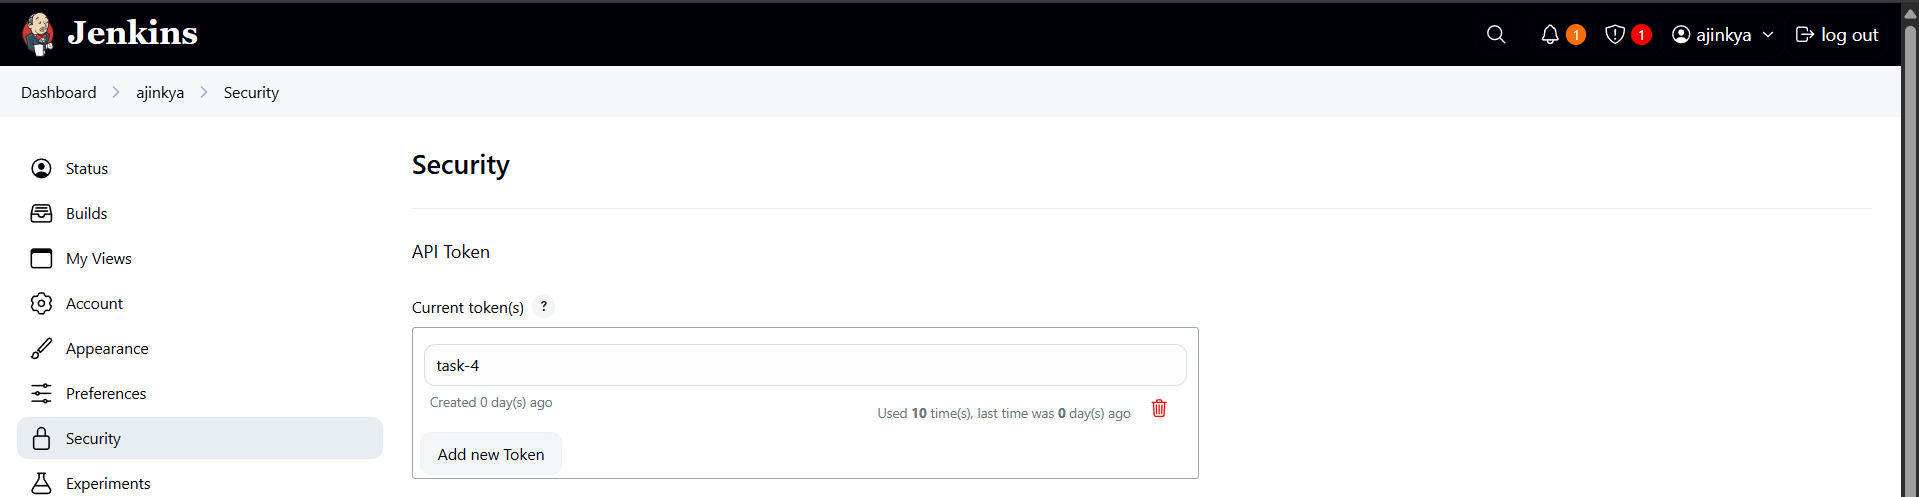 Jenkins
1
1
ajinkya
log out
Dashboard
ajinkya
Security
Status
Builds
My Views
Account
Appearance
Preferences
Security
Experiments
Security
API Token
Current token(s) ?
task-4
Created 0 day(s) ago
Used 10 time(s), last time was 0 day(s) ago
Add new Token